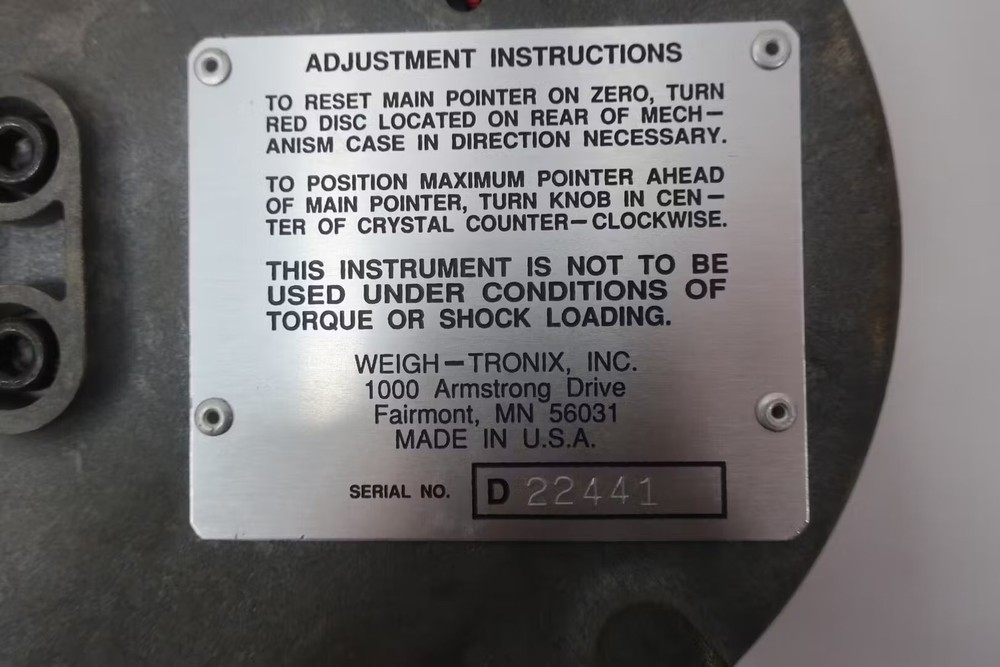 ADJUSTMENT INSTRUCTIONS
TO RESET MAIN POINTER ON ZERO, TURN
RED DISC LOCATED ON REAR OF MECH—
ANISM CASE IN DIRECTION NECESSARY.
TO POSITION MAXIMUM POINTER AHEAD
OF MAIN POINTER, TURN KNOB IN CEN—
TER OF CRYSTAL COUNTER—CLOCKWISE.
THIS INSTRUMENT IS NOT TO BE
USED UNDER CONDITIONS OF
TORQUE OR SHOCK LOADING.
WEIGH—TRONIX, INC.
1000 Armstrong Drive
Fairmont, MN 56031
MADE IN U.S.A.
SERIAL NO. D 22441